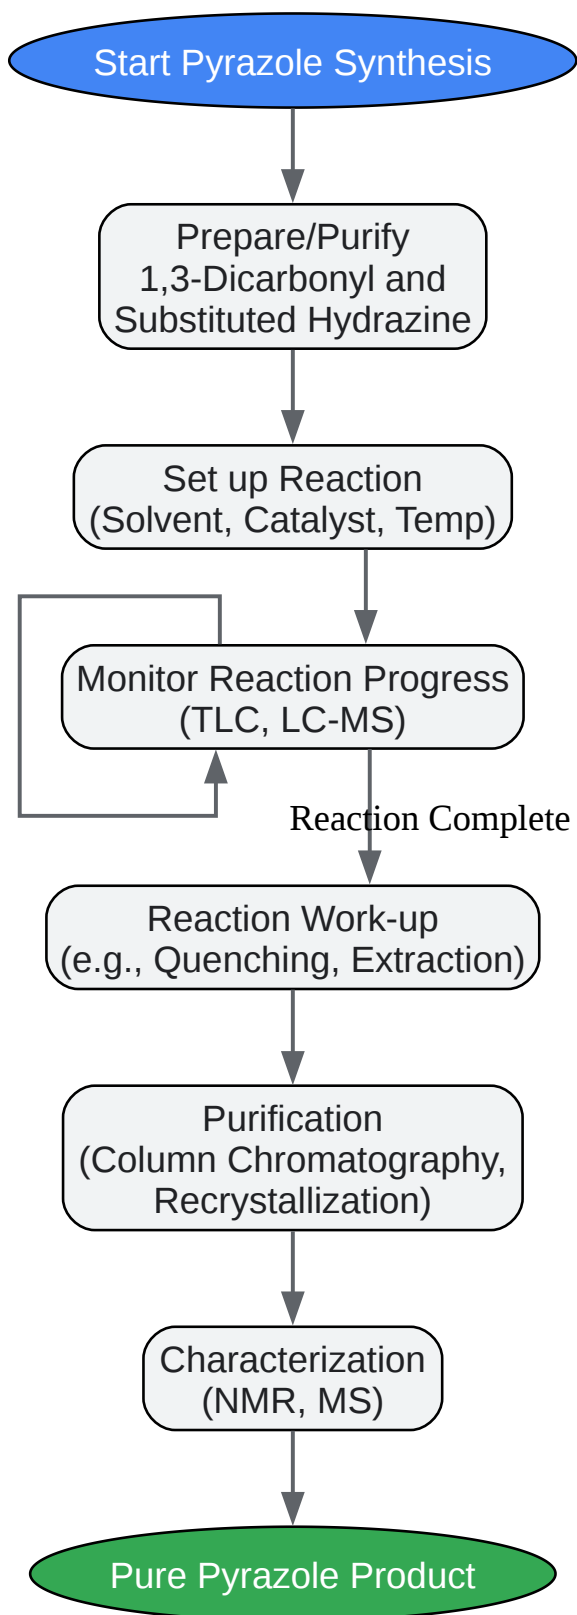 Start Pyrazole Synthesis
Prepare/Purify
1,3-Dicarbonyl and
Substituted Hydrazine
Set up Reaction
(Solvent, Catalyst, Temp)
Monitor Reaction Progress
(TLC, LC-MS)
Reaction Complete
Reaction Work-up
(e.g., Quenching, Extraction)
Purification
(Column Chromatography,
Recrystallization)
Characterization
(NMR, MS)
Pure Pyrazole Product